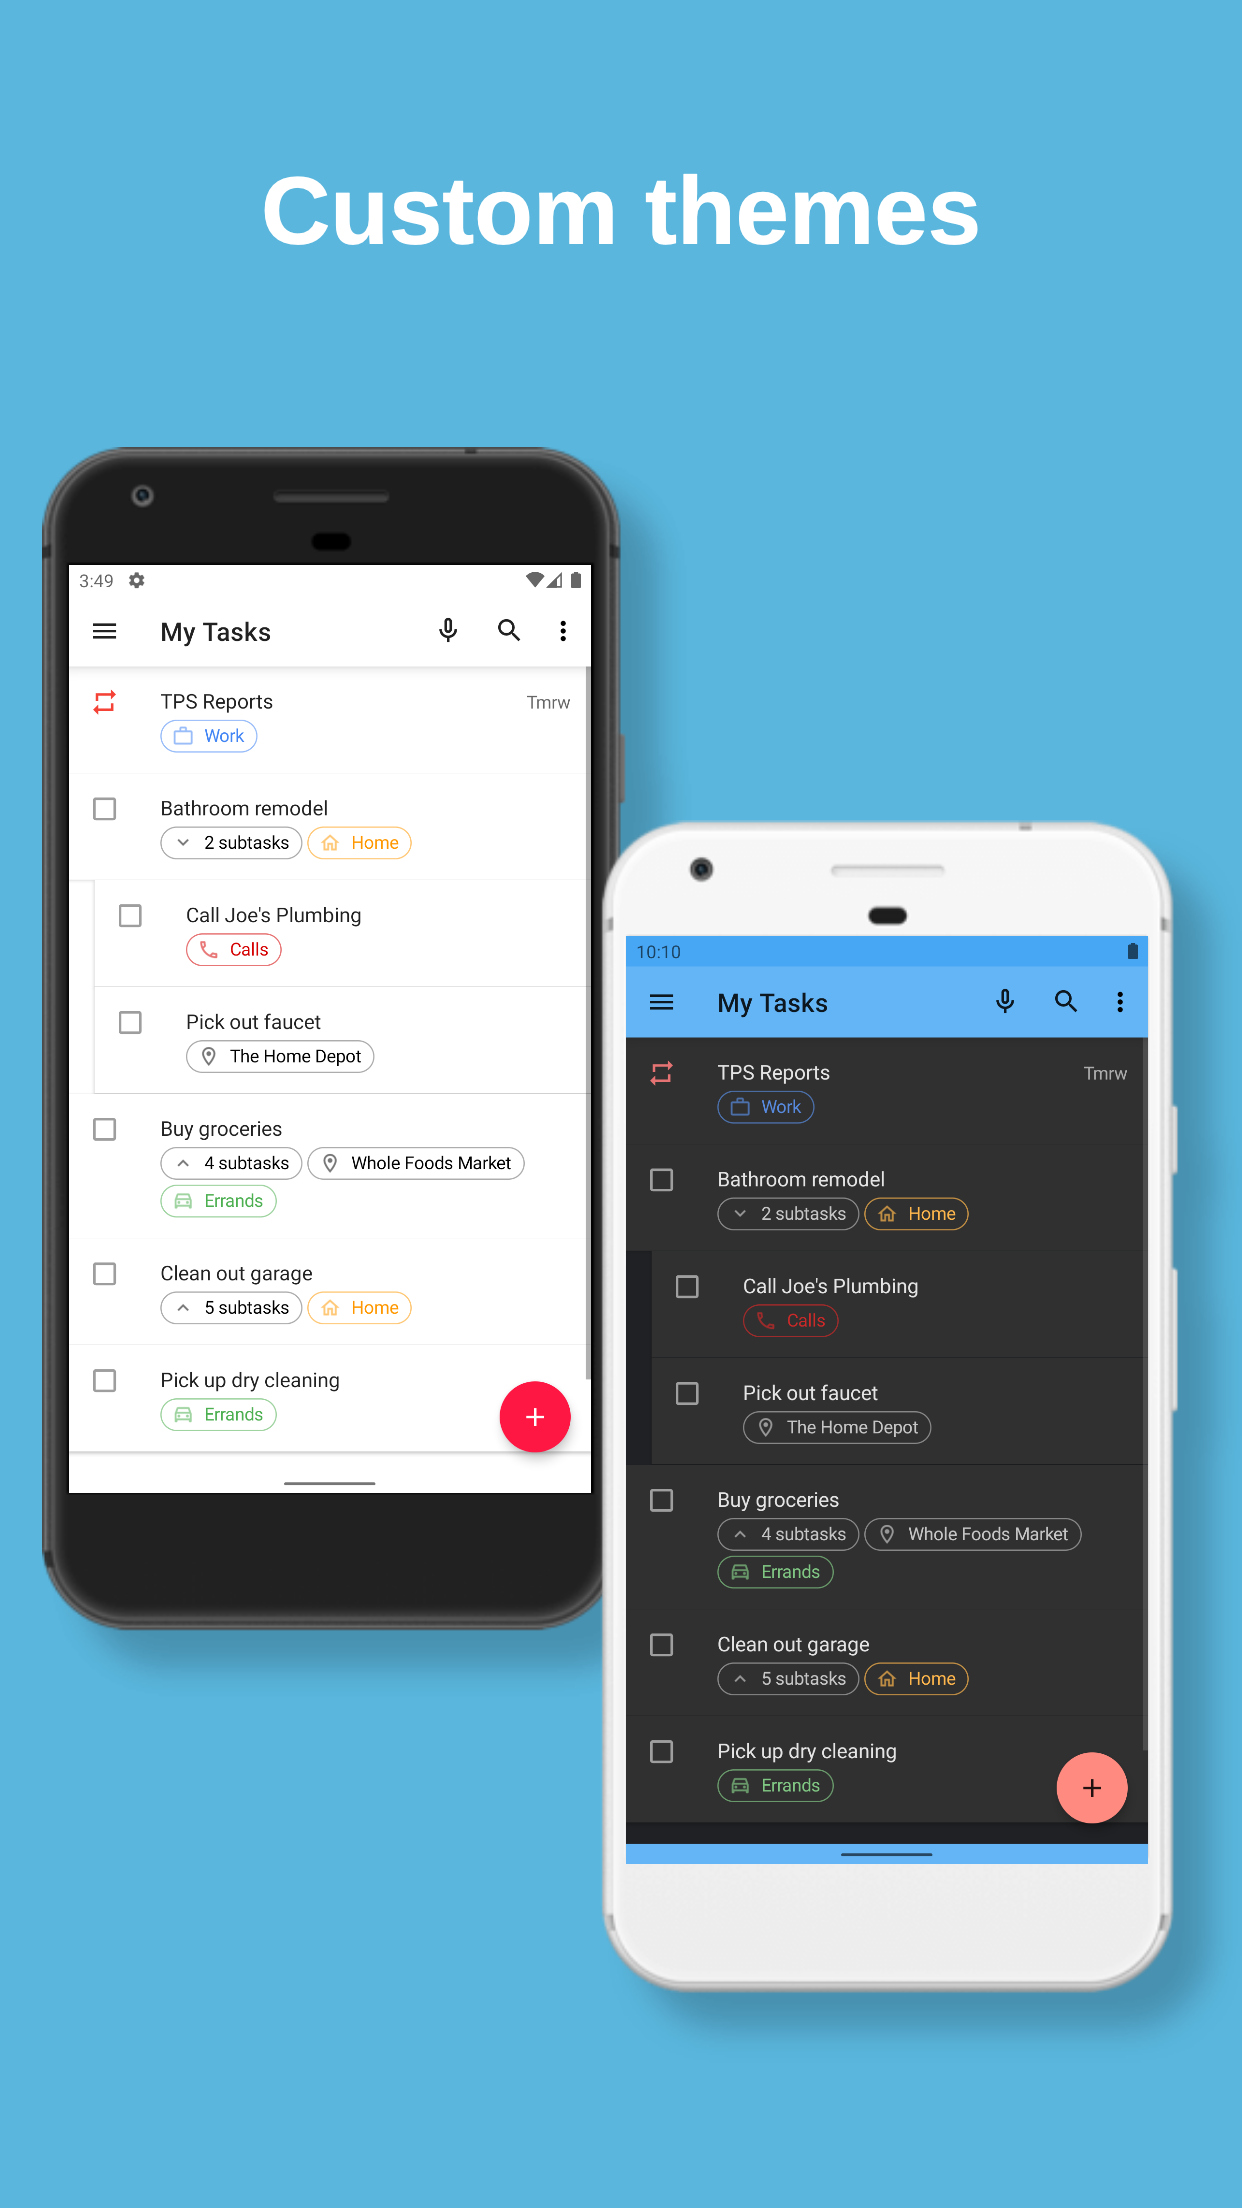 Custom themes
3:49
My Tasks
TPS Reports
Tmrw
Work
Bathroom remodel
2 subtasks
Home
Call Joe's Plumbing
Calls
Pick out faucet
The Home Depot
Buy groceries
4 subtasks
Whole Foods Market
Errands
Clean out garage
5 subtasks
Home
Pick up dry cleaning
Errands
10:10
My Tasks
TPS Reports
Tmrw
Work
Bathroom remodel
2 subtasks
Home
Call Joe's Plumbing
Calls
Pick out faucet
The Home Depot
Buy groceries
4 subtasks
Whole Foods Market
Errands
Clean out garage
5 subtasks
Home
Pick up dry cleaning
Errands